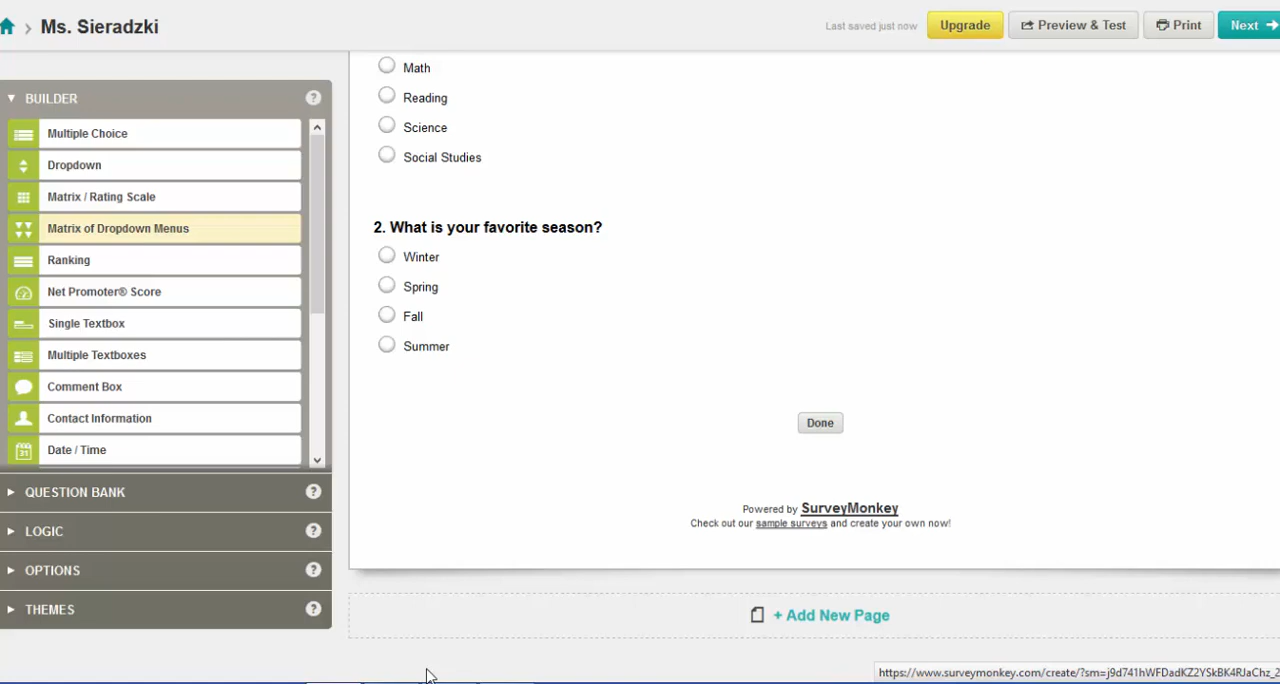 Ms. Sieradzki
Last saved just now
Upgrade
Preview & Test
Print
Next
BUILDER
?
Multiple Choice
Dropdown
Matrix / Rating Scale
Matrix of Dropdown Menus
Ranking
Net Promoter® Score
Single Textbox
Multiple Textboxes
Comment Box
Contact Information
31
Date / Time
QUESTION BANK
?
LOGIC
?
OPTIONS
?
THEMES
?
Math
Reading
Science
Social Studies
2. What is your favorite season?
Winter
Spring
Fall
Summer
Done
Powered by SurveyMonkey
Check out our sample surveys and create your own now!
+ Add New Page
https://www.surveymonkey.com/create/?sm=j9d741hWFDadKZ2YSkBK4RJaChz_2